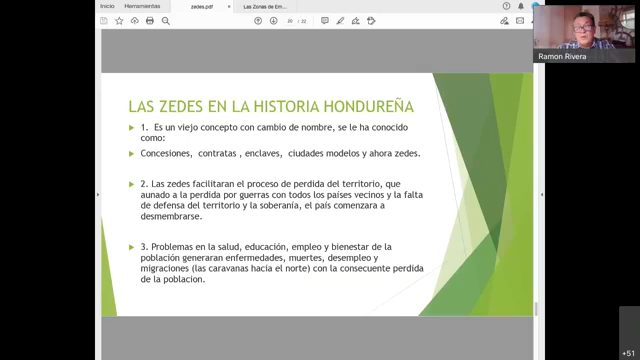 Inicio Herramientas zedes.pdf × Las Zonas de Em...
20 / 22
LAS ZEDES EN LA HISTORIA HONDUREÑA
1. Es un viejo concepto con cambio de nombre, se le ha conocido
como:
Concesiones, contratas , enclaves, ciudades modelos y ahora zedes.
2. Las zedes facilitaran el proceso de perdida del territorio, que
aunado a la perdida por guerras con todos los países vecinos y la falta
de defensa del territorio y la soberanía, el país comenzara a
desmembrarse.
3. Problemas en la salud, educación, empleo y bienestar de la
población generaran enfermedades, muertes, desempleo y
migraciones (las caravanas hacia el norte) con la consecuente perdida
de la poblacion.
Ramon Rivera
+51